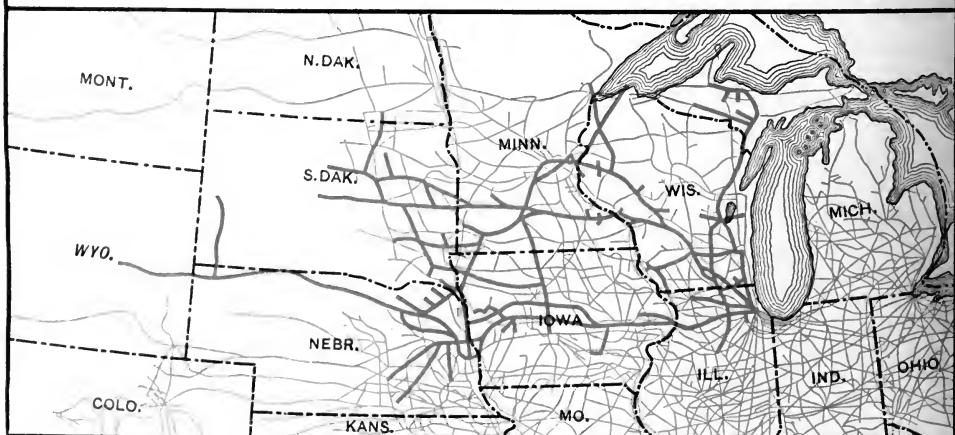 MONT.
N. DAK.
MINN.
S. DAK.
WIS.
MICH.
WYO.
IOWA
NEBR.
ILL.
IND.
OHIO
COLO.
KANS.
MO.